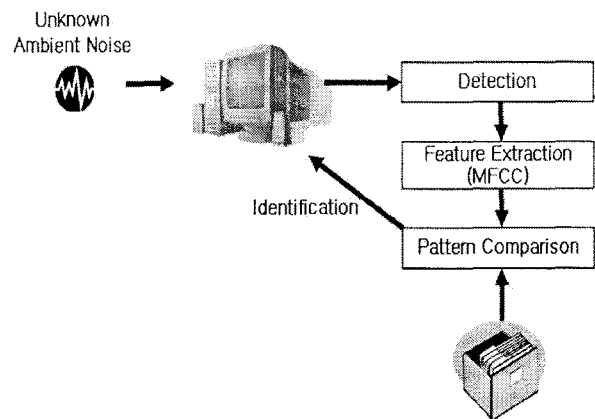 Unknown
Ambient Noise
Detection
Feature Extraction
(MFCC)
Identification
Pattern Comparison